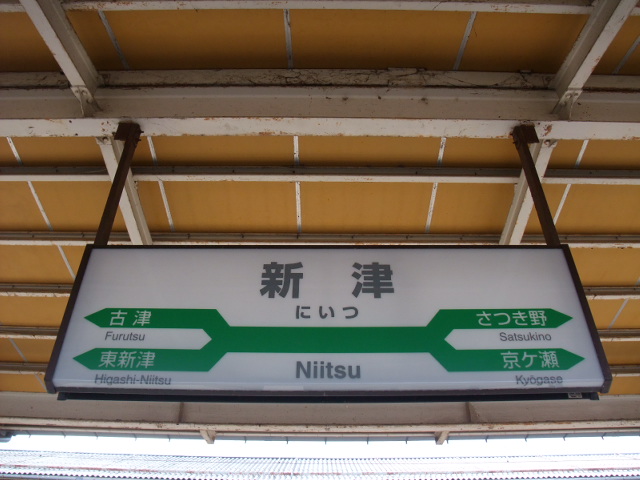 新津
にいつ
古津
Furutsu
さつき野
Satsukino
東新津
Higashi-Niitsu
京ケ瀬
Kyōgase
Niitsu